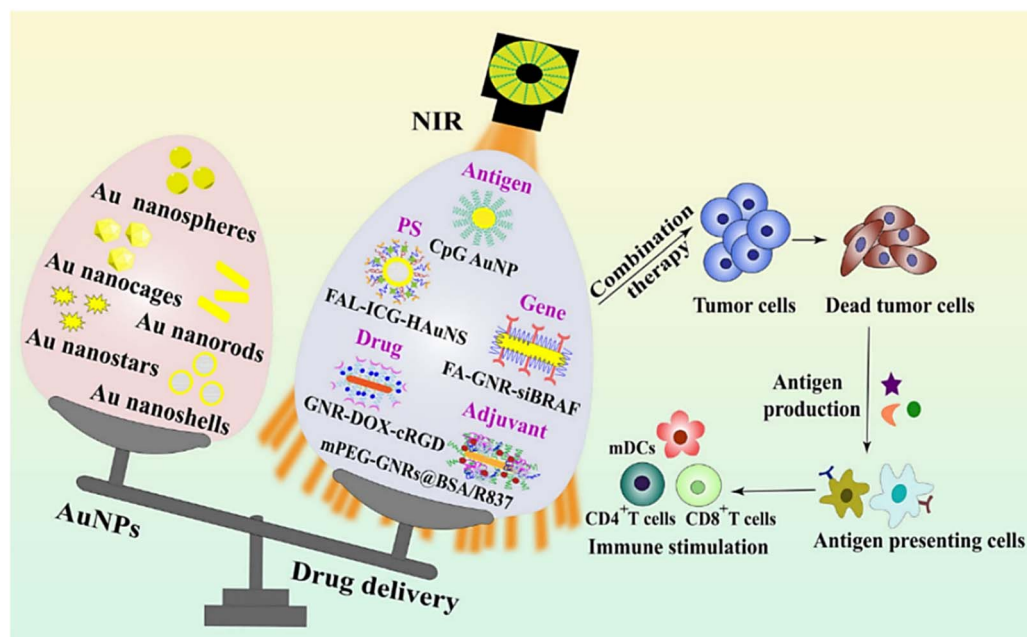 NIR
Au nanospheres
Au nanocages
Au nanorods
Au nanostars
Au nanoshells
AuNPs
Antigen
CpG AuNP
PS
FAL-ICG-HAuNS
Gene
FA-GNR-siBRAF
Drug
GNR-DOX-cRGD
Adjuvant
mPEG-GNRs@BSA/R837
Drug delivery
Combination
therapy
Tumor cells
Dead tumor cells
Antigen
production
mDCs
CD4⁺T cells
CD8⁺T cells
Immune stimulation
Antigen presenting cells